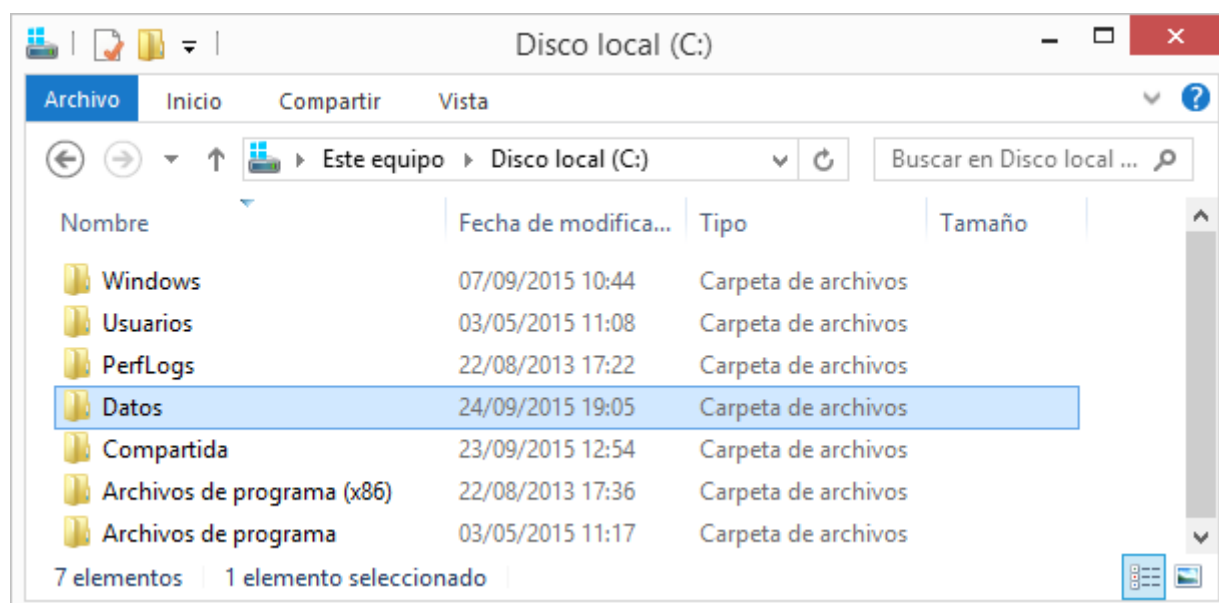 Disco local (C:)
Archivo Inicio Compartir Vista
Este equipo Disco local (C:) Buscar en Disco local ...
Nombre Fecha de modifica... Tipo Tamaño
Windows 07/09/2015 10:44 Carpeta de archivos
Usuarios 03/05/2015 11:08 Carpeta de archivos
PerfLogs 22/08/2013 17:22 Carpeta de archivos
Datos 24/09/2015 19:05 Carpeta de archivos
Compartida 23/09/2015 12:54 Carpeta de archivos
Archivos de programa (x86) 22/08/2013 17:36 Carpeta de archivos
Archivos de programa 03/05/2015 11:17 Carpeta de archivos
7 elementos 1 elemento seleccionado